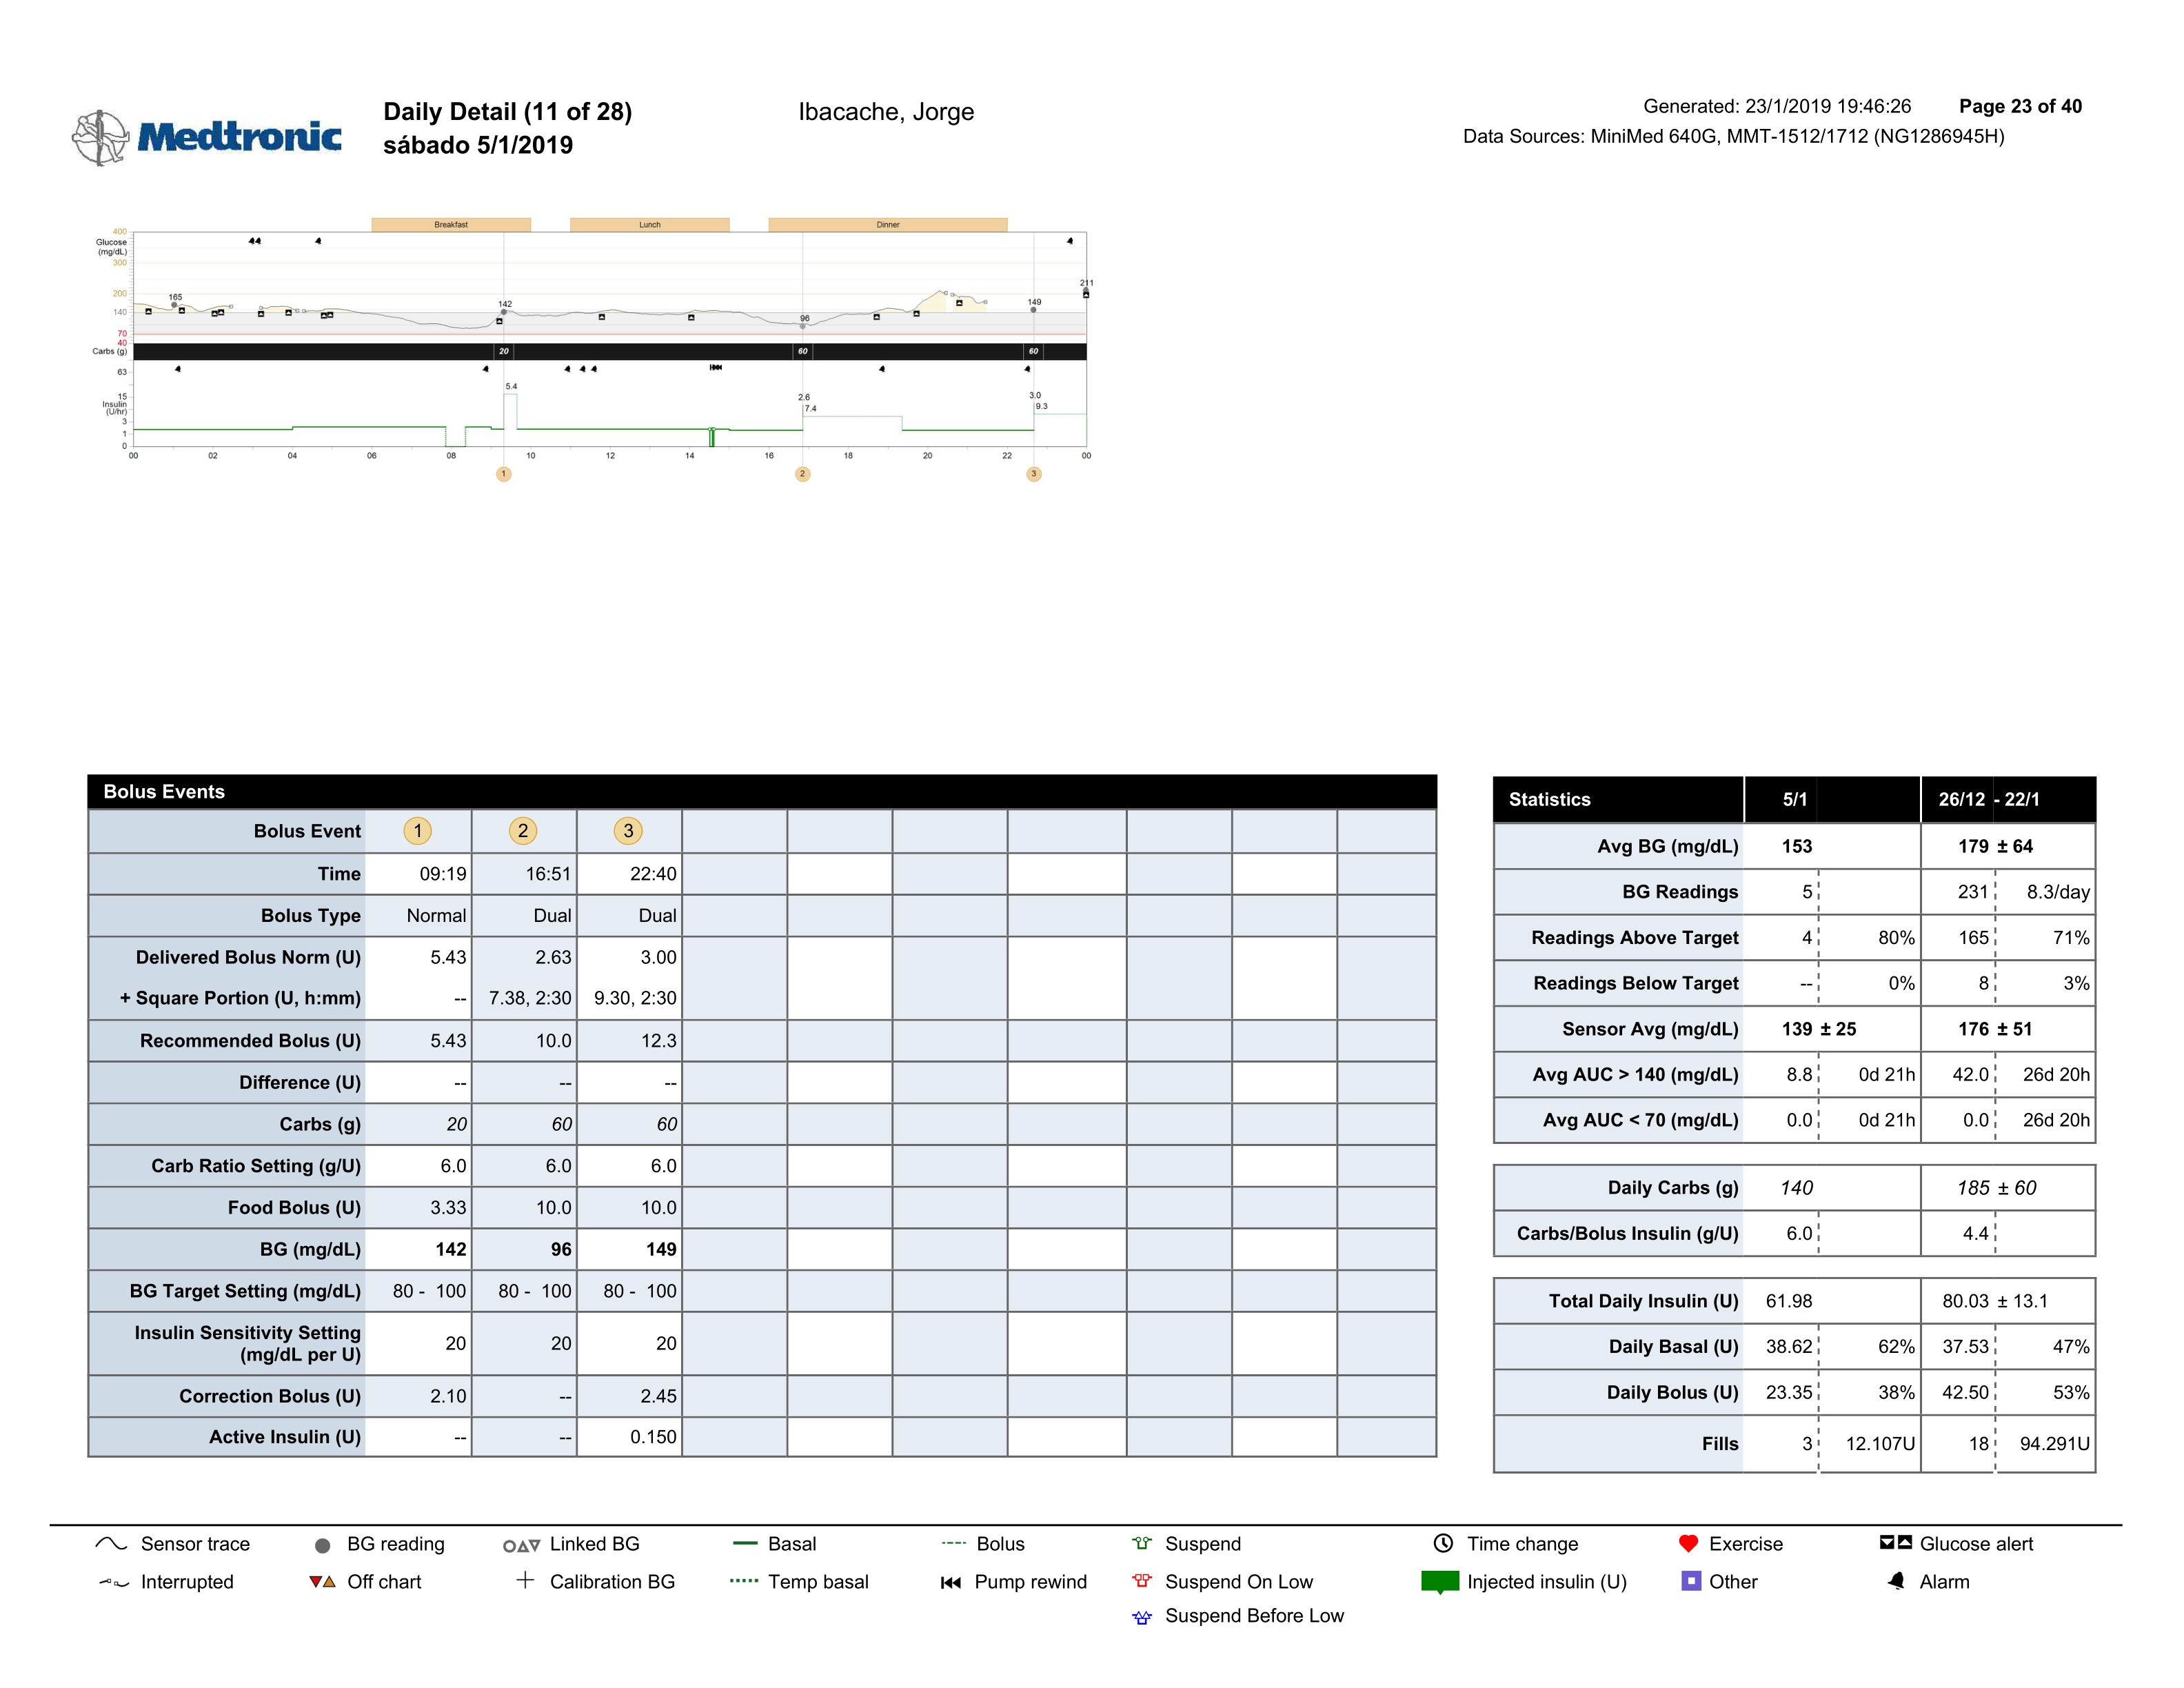 Medtronic
Daily Detail (11 of 28)
sábado 5/1/2019
Ibacache, Jorge
Generated: 23/1/2019 19:46:26 Page 23 of 40
Data Sources: MiniMed 640G, MMT-1512/1712 (NG1286945H)
Breakfast Lunch Dinner
400
Glucose
(mg/dL)
300
200
140
70
40
165 142 96 149 211
Carbs (g) 20 60 60
63
15
Insulin
(U/hr)
3
1
0
5.4 2.6 7.4 3.0 9.3
00 02 04 06 08 10 12 14 16 18 20 22 00
1 2 3
Bolus Events
Bolus Event 1 2 3
Time 09:19 16:51 22:40
Bolus Type Normal Dual Dual
Delivered Bolus Norm (U) 5.43 2.63 3.00
+ Square Portion (U, h:mm) -- 7.38, 2:30 9.30, 2:30
Recommended Bolus (U) 5.43 10.0 12.3
Difference (U) -- -- --
Carbs (g) 20 60 60
Carb Ratio Setting (g/U) 6.0 6.0 6.0
Food Bolus (U) 3.33 10.0 10.0
BG (mg/dL) 142 96 149
BG Target Setting (mg/dL) 80 - 100 80 - 100 80 - 100
Insulin Sensitivity Setting
(mg/dL per U) 20 20 20
Correction Bolus (U) 2.10 -- 2.45
Active Insulin (U) -- -- 0.150
Statistics 5/1 26/12 - 22/1
Avg BG (mg/dL) 153 179 ± 64
BG Readings 5 231 8.3/day
Readings Above Target 4 80% 165 71%
Readings Below Target -- 0% 8 3%
Sensor Avg (mg/dL) 139 ± 25 176 ± 51
Avg AUC > 140 (mg/dL) 8.8 0d 21h 42.0 26d 20h
Avg AUC < 70 (mg/dL) 0.0 0d 21h 0.0 26d 20h
Daily Carbs (g) 140 185 ± 60
Carbs/Bolus Insulin (g/U) 6.0 4.4
Total Daily Insulin (U) 61.98 80.03 ± 13.1
Daily Basal (U) 38.62 62% 37.53 47%
Daily Bolus (U) 23.35 38% 42.50 53%
Fills 3 12.107U 18 94.291U
Sensor trace BG reading Linked BG Basal Bolus Suspend Time change Exercise Glucose alert
Interrupted Off chart Calibration BG Temp basal Pump rewind Suspend On Low Injected insulin (U) Other Alarm
Suspend Before Low